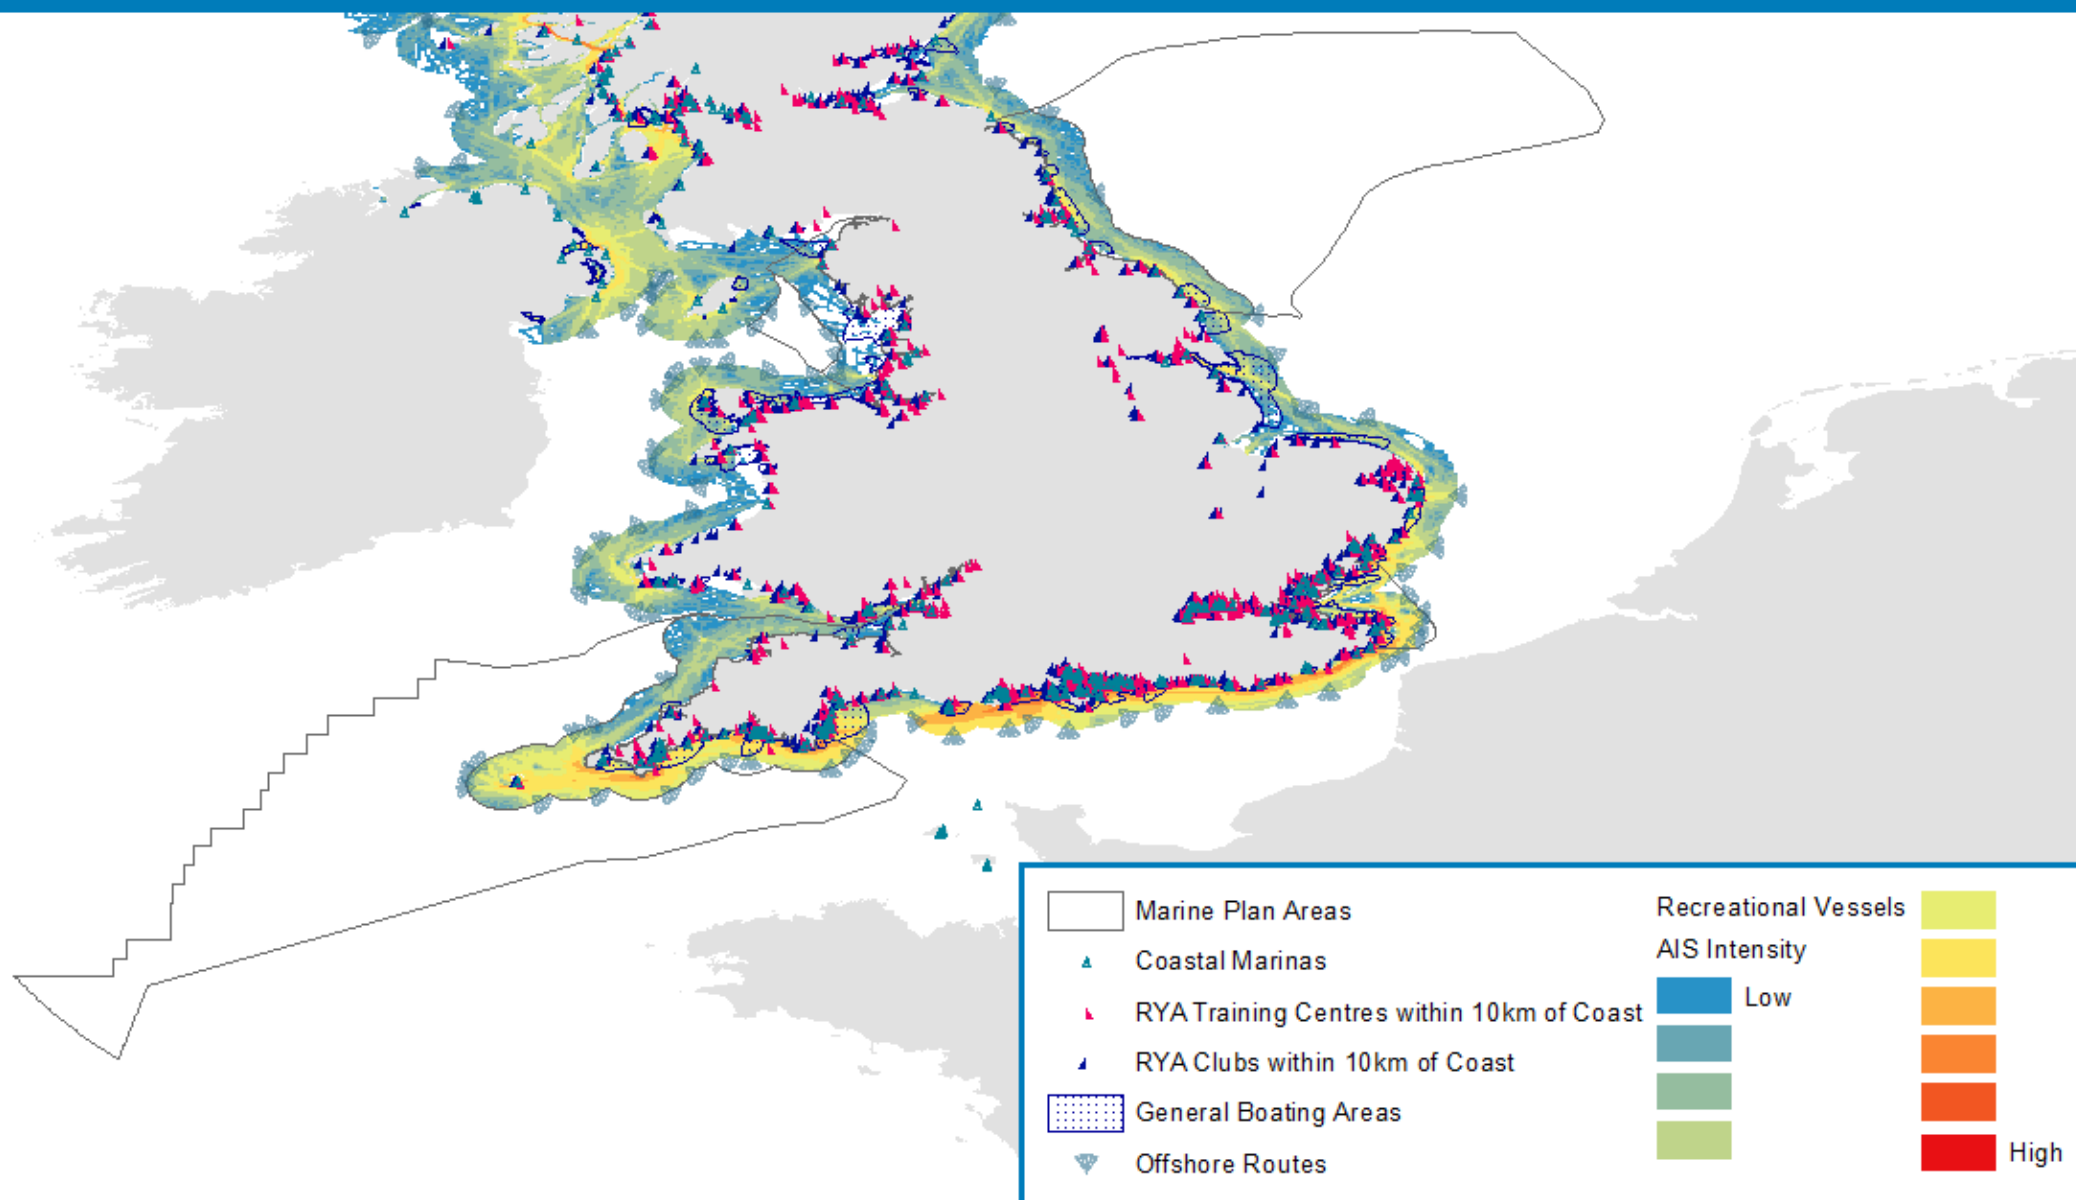 Marine Plan Areas
Coastal Marinas
RYA Training Centres within 10km of Coast
RYA Clubs within 10km of Coast
General Boating Areas
Offshore Routes
Recreational Vessels
AIS Intensity
Low
High